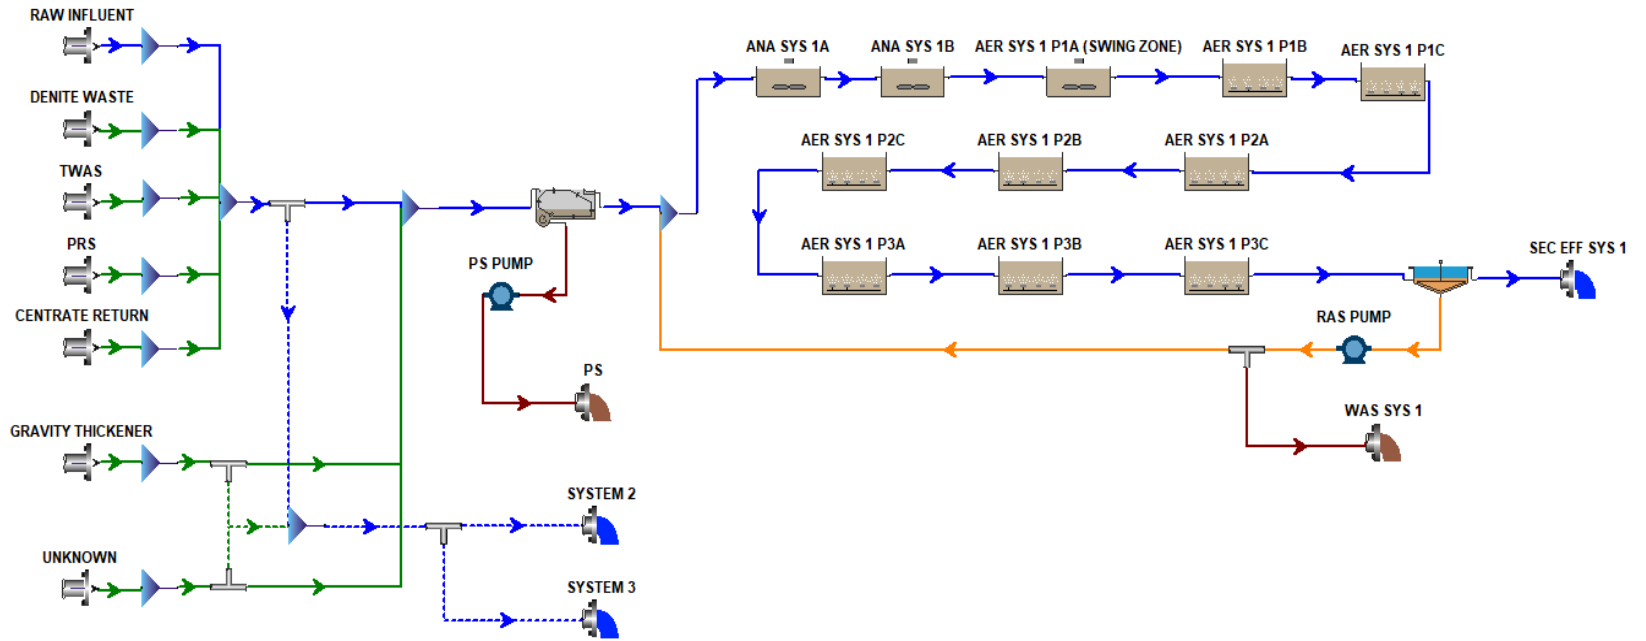 RAW INFLUENT
DENITE WASTE
TWAS
PRS
CENTRATE RETURN
GRAVITY THICKENER
UNKNOWN
PS PUMP
PS
SYSTEM 2
SYSTEM 3
ANA SYS 1A
ANA SYS 1B
AER SYS 1 P1A (SWING ZONE)
AER SYS 1 P1B
AER SYS 1 P1C
AER SYS 1 P2C
AER SYS 1 P2B
AER SYS 1 P2A
AER SYS 1 P3A
AER SYS 1 P3B
AER SYS 1 P3C
SEC EFF SYS 1
RAS PUMP
WAS SYS 1